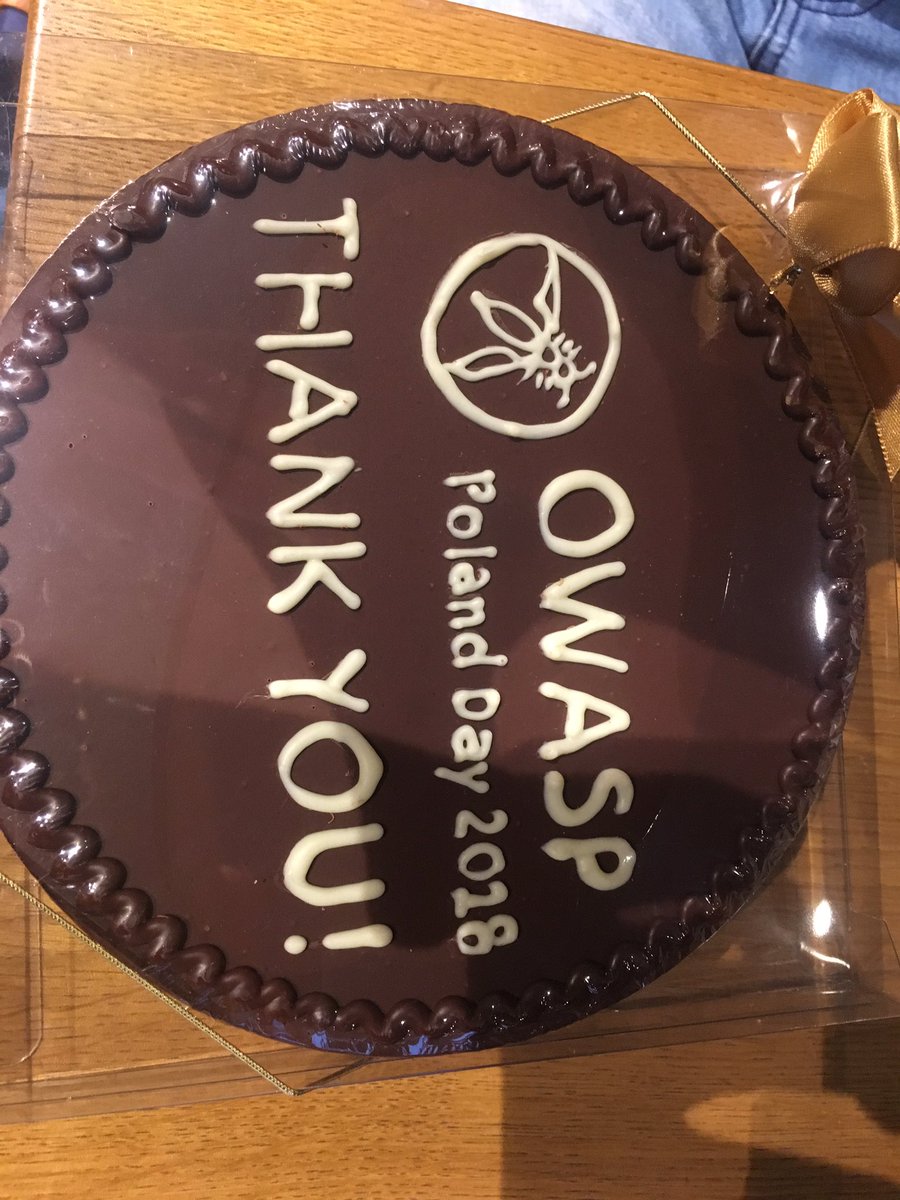 OWASP
Poland Day 2018
THANK YOU!